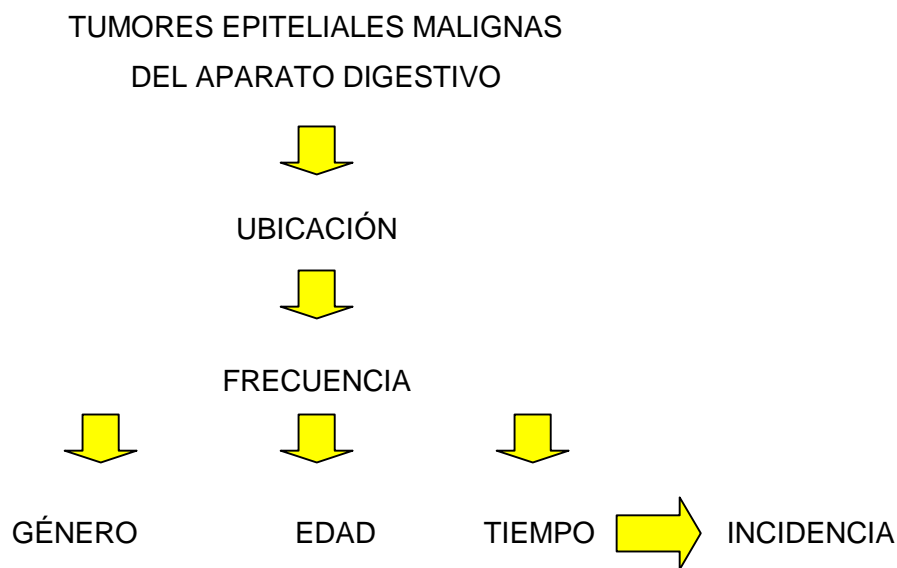 TUMORES EPITELIALES MALIGNAS
DEL APARATO DIGESTIVO
UBICACIÓN
FRECUENCIA
GÉNERO EDAD TIEMPO INCIDENCIA